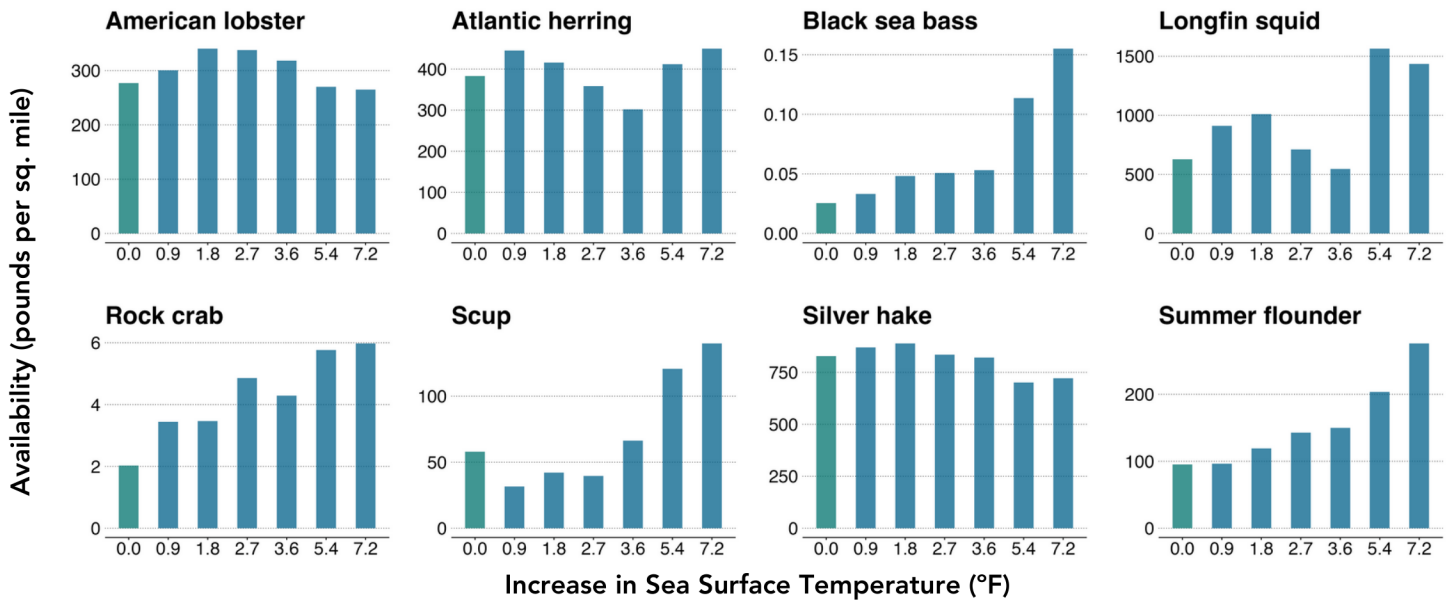 American lobster
Atlantic herring
Black sea bass
Longfin squid
300
200
100
0
0.0 0.9 1.8 2.7 3.6 5.4 7.2
400
300
200
100
0
0.0 0.9 1.8 2.7 3.6 5.4 7.2
0.15
0.10
0.05
0.00
0.0 0.9 1.8 2.7 3.6 5.4 7.2
1500
1000
500
0
0.0 0.9 1.8 2.7 3.6 5.4 7.2
Availability (pounds per sq. mile)
Rock crab
Scup
Silver hake
Summer flounder
6
4
2
0
0.0 0.9 1.8 2.7 3.6 5.4 7.2
100
50
0
0.0 0.9 1.8 2.7 3.6 5.4 7.2
750
500
250
0
0.0 0.9 1.8 2.7 3.6 5.4 7.2
200
100
0
0.0 0.9 1.8 2.7 3.6 5.4 7.2
Increase in Sea Surface Temperature (°F)